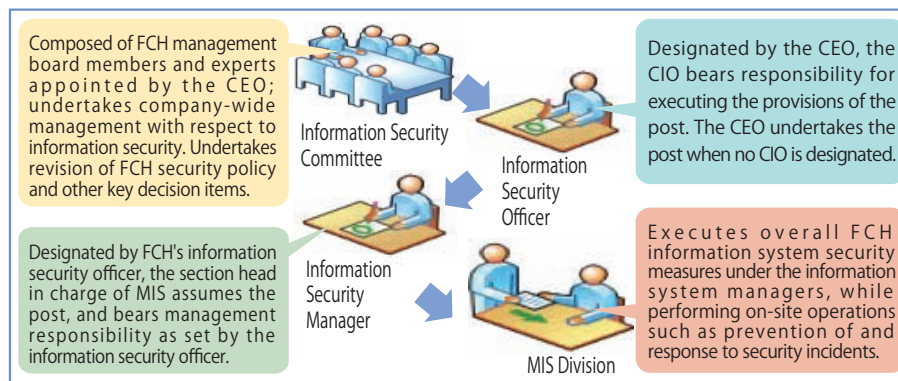 Composed of FCH management
board members and experts
appointed by the CEO;
undertakes company-wide
management with respect to
information security. Undertakes
revision of FCH security policy
and other key decision items.
Information Security
Committee
Designated by the CEO, the
CIO bears responsibility for
executing the provisions of the
post. The CEO undertakes the
post when no CIO is designated.
Information
Security
Officer
Designated by FCH's information
security officer, the section head
in charge of MIS assumes the
post, and bears management
responsibility as set by the
information security officer.
Information
Security
Manager
Executes overall FCH
information system security
measures under the information
system managers, while
performing on-site operations
such as prevention of and
response to security incidents.
MIS Division